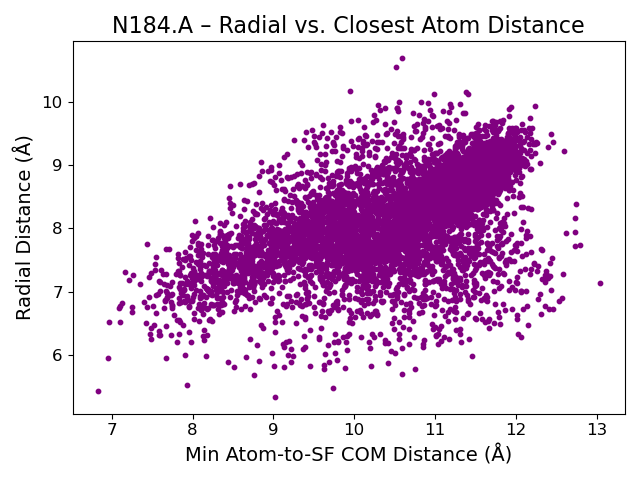 N184.A – Radial vs. Closest Atom Distance
Radial Distance (Å)
10
9
8
7
6
7 8 9 10 11 12 13
Min Atom-to-SF COM Distance (Å)